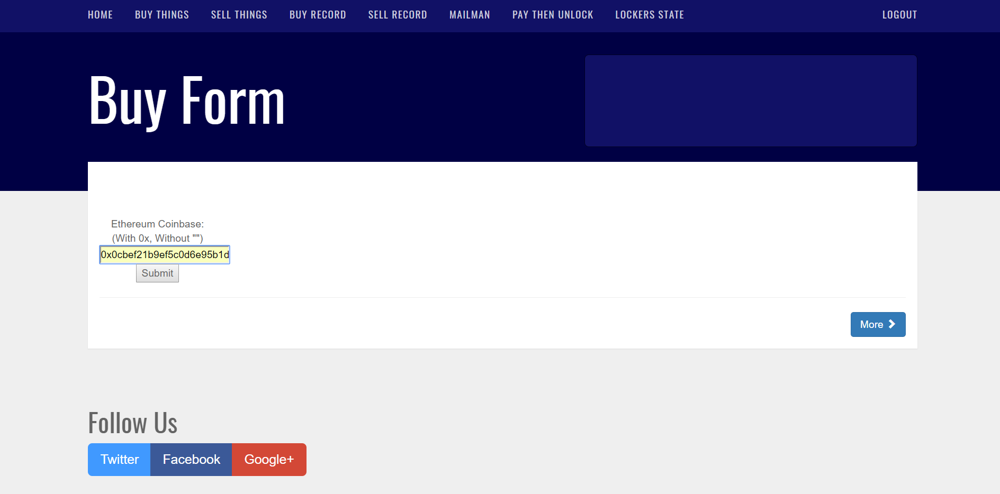 HOME BUY THINGS SELL THINGS BUY RECORD SELL RECORD MAILMAN PAY THEN UNLOCK LOCKERS STATE LOGOUT
Buy Form
Ethereum Coinbase:
(With 0x, Without "")
0x0cbef21b9ef5c0d6e95b1d
Submit
More
Follow Us
Twitter Facebook Google+